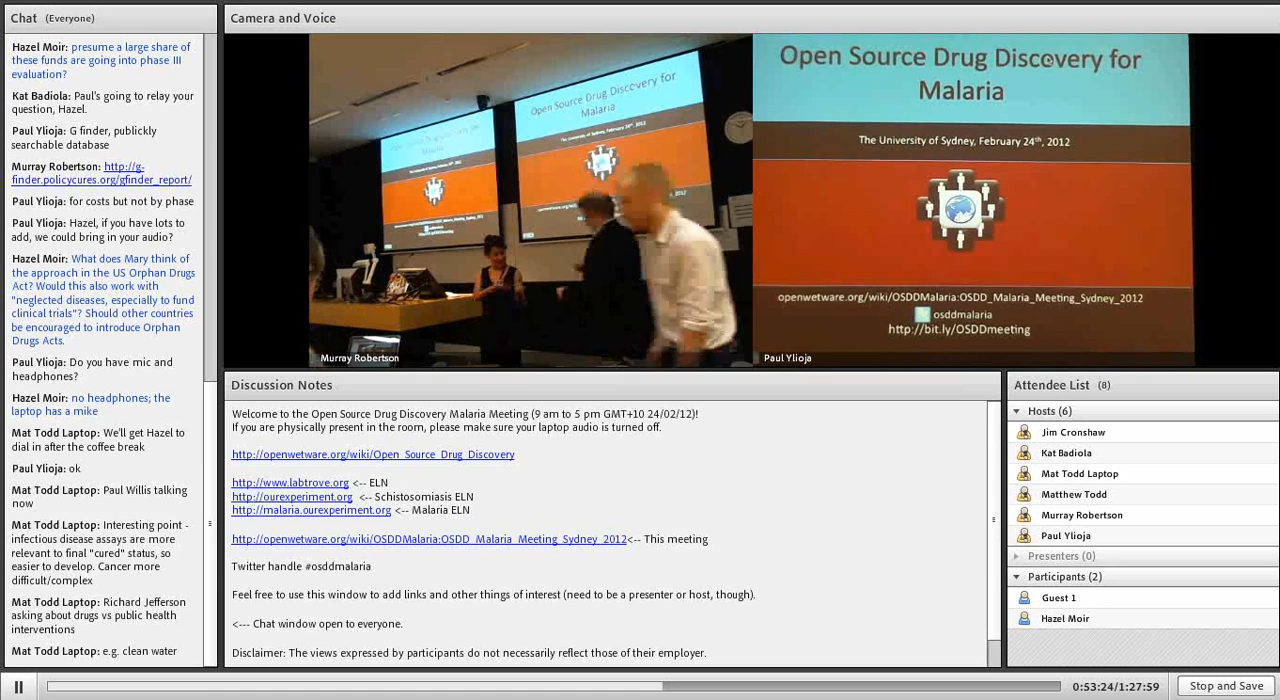 Chat (Everyone)
Hazel Moir: presume a large share of
these funds are going into phase III
evaluation?
Kat Badiola: Paul's going to relay your
question, Hazel.
Paul Ylioja: G finder, publickly
searchable database
Murray Robertson: http://g-
finder.policycures.org/gfinder_report/
Paul Ylioja: for costs but not by phase
Paul Ylioja: Hazel, if you have lots to
add, we could bring in your audio?
Hazel Moir: What does Mary think of
the approach in the US Orphan Drugs
Act? Would this also work with
"neglected diseases, especially to fund
clinical trials"? Should other countries
be encouraged to introduce Orphan
Drugs Acts.
Paul Ylioja: Do you have mic and
headphones?
Hazel Moir: no headphones; the
laptop has a mike
Mat Todd Laptop: We'll get Hazel to
dial in after the coffee break
Paul Ylioja: ok
Mat Todd Laptop: Paul Willis talking
now
Mat Todd Laptop: Interesting point -
infectious disease assays are more
relevant to final "cured" status, so
easier to develop. Cancer more
difficult/complex
Mat Todd Laptop: Richard Jefferson
asking about drugs vs public health
interventions
Mat Todd Laptop: e.g. clean water
Camera and Voice
Open Source Drug Discovery for
Malaria
The University of Sydney, February 24th, 2012
Murray Robertson
Open Source Drug Discovery for
Malaria
The University of Sydney, February 24th, 2012
openwetware.org/wiki/OSDDMalaria:OSDD_Malaria_Meeting_Sydney_2012
osddmalaria
http://bit.ly/OSDDmeeting
Paul Ylioja
Discussion Notes
Welcome to the Open Source Drug Discovery Malaria Meeting (9 am to 5 pm GMT+10 24/02/12)!
If you are physically present in the room, please make sure your laptop audio is turned off.
http://openwetware.org/wiki/Open_Source_Drug_Discovery
http://www.labtrove.org <-- ELN
http://ourexperiment.org <-- Schistosomiasis ELN
http://malaria.ourexperiment.org <-- Malaria ELN
http://openwetware.org/wiki/OSDDMalaria:OSDD_Malaria_Meeting_Sydney_2012<-- This meeting
Twitter handle #osddmalaria
Feel free to use this window to add links and other things of interest (need to be a presenter or host, though).
<--- Chat window open to everyone.
Disclaimer: The views expressed by participants do not necessarily reflect those of their employer.
Attendee List (8)
Hosts (6)
Jim Cronshaw
Kat Badiola
Mat Todd Laptop
Matthew Todd
Murray Robertson
Paul Ylioja
Presenters (0)
Participants (2)
Guest 1
Hazel Moir
0:53:24/1:27:59
Stop and Save